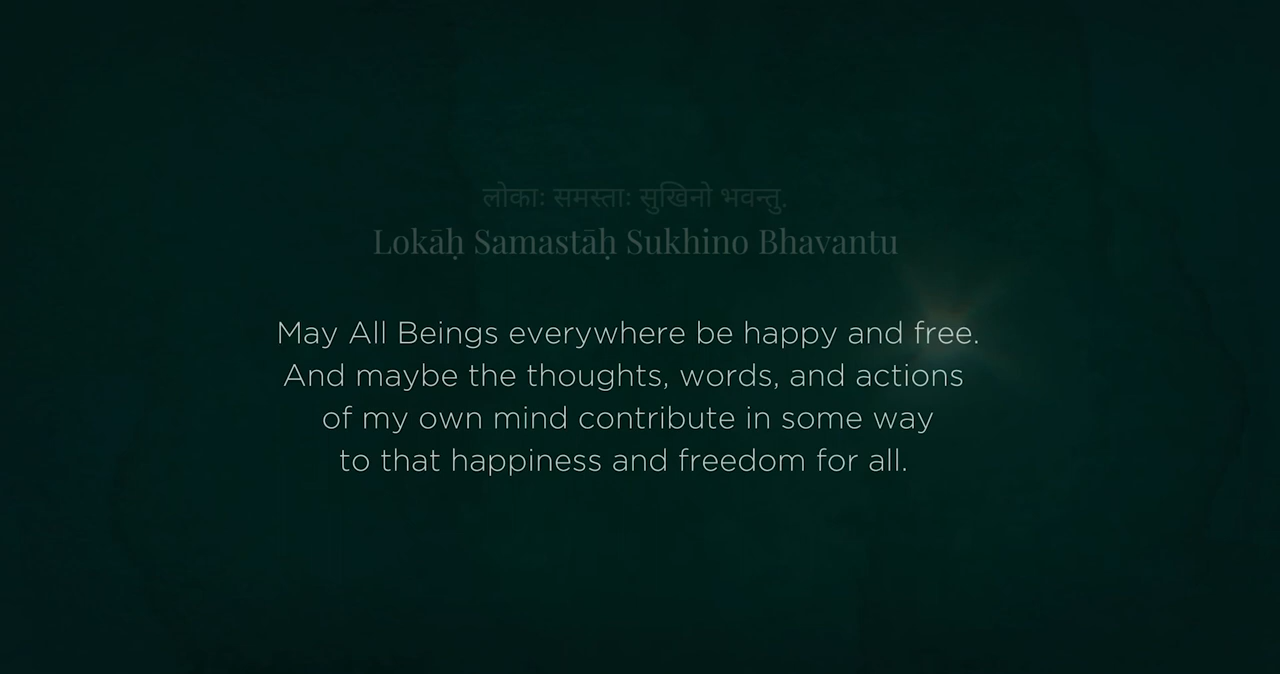 लोकाः समस्ताः सुखिनो भवन्तु.
Lokāḥ Samastāḥ Sukhino Bhavantu
May All Beings everywhere be happy and free.
And maybe the thoughts, words, and actions
of my own mind contribute in some way
to that happiness and freedom for all.